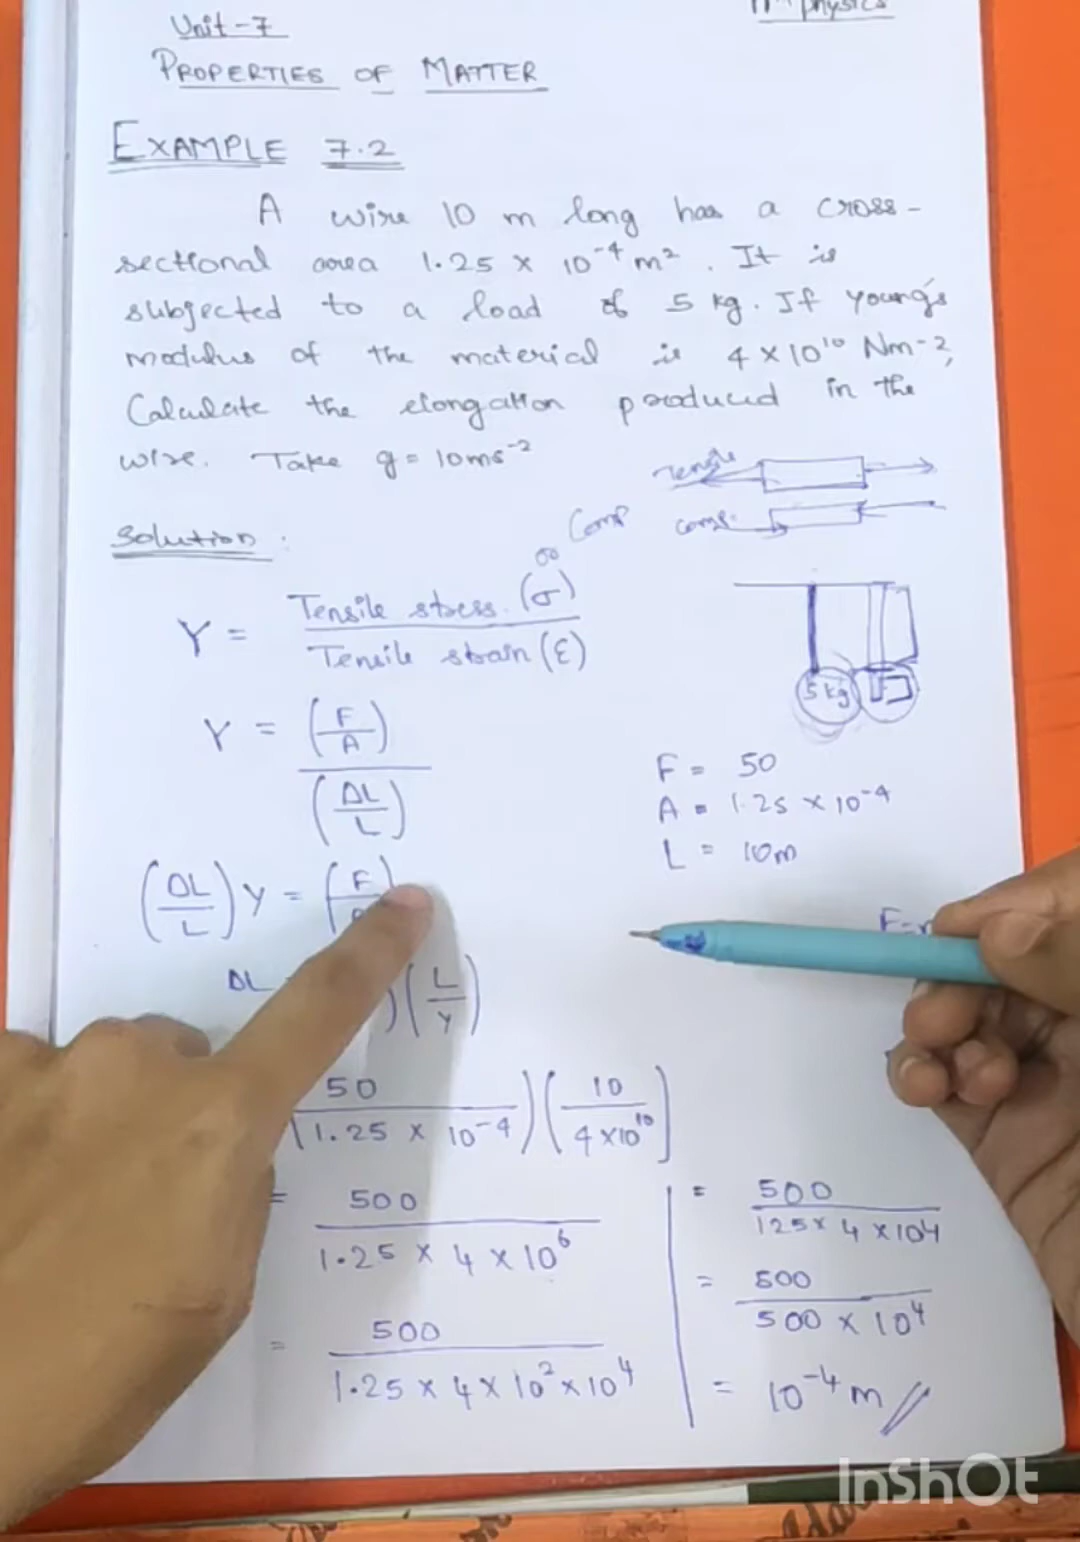 Unit-7
11th physics
PROPERTIES OF MATTER
EXAMPLE 7.2
A wire 10 m long has a cross-
sectional area 1.25 × 10⁻⁴ m². It is
subjected to a load of 5 kg. If young's
modulus of the material is 4 × 10¹⁰ Nm-2,
Calculate the elongation produced in the
wire. Take g = 10ms⁻²
Tensile
Comp
comp.
Solution :
or
Y = Tensile stress. (σ)
Tensile strain (ε)
5 kg
Y = (F/A)
(ΔL/L)
F = 50
A = 1.25 × 10⁻⁴
L = 10m
(ΔL/L) Y = (F
F=
ΔL )(L/Y)
50/1.25 × 10⁻⁴)(10/4×10¹⁰)
= 500/1.25 × 4 × 10⁶
= 500/1.25 × 4 × 10² × 10⁴
= 500/125 × 4 × 10⁴
= 500/500 × 10⁴
= 10⁻⁴ m //
InShOt